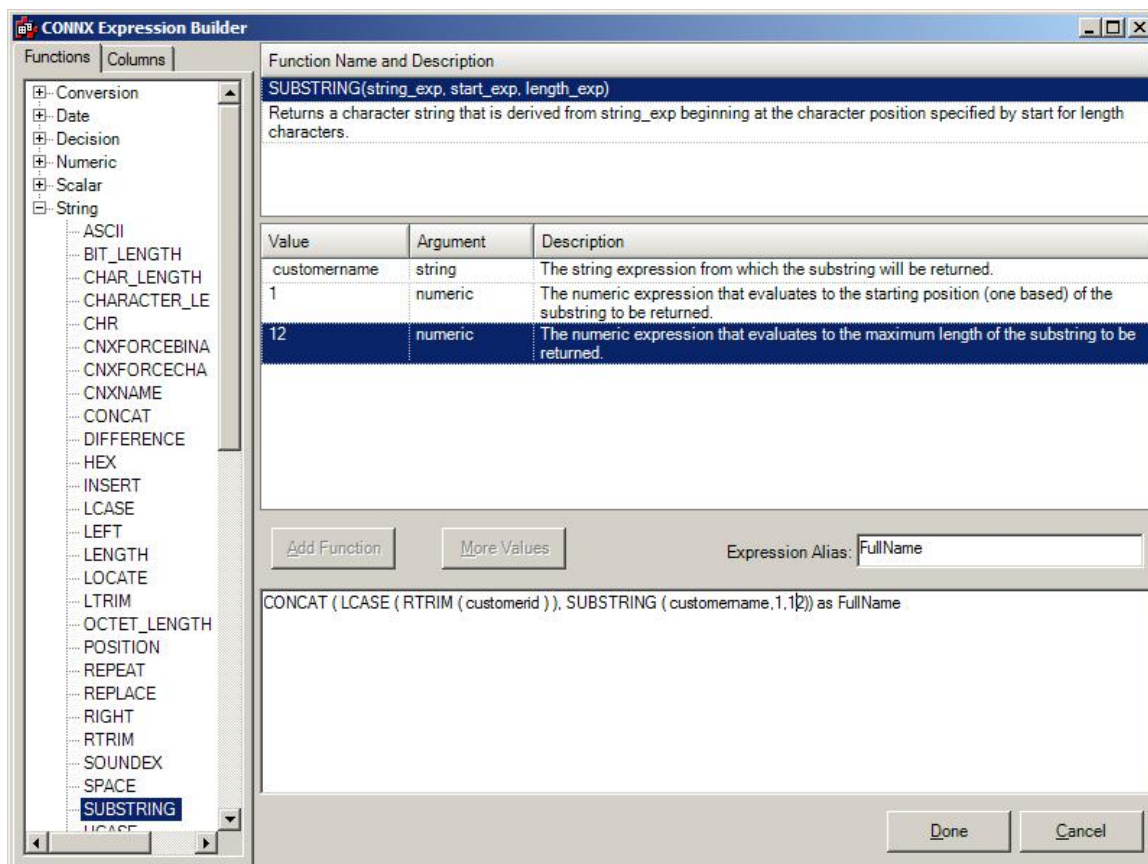 CONNX Expression Builder
Functions
Columns
Conversion
Date
Decision
Numeric
Scalar
String
ASCII
BIT_LENGTH
CHAR_LENGTH
CHARACTER_LE
CHR
CNXFORCEBINA
CNXFORCECHA
CNXNAME
CONCAT
DIFFERENCE
HEX
INSERT
LCASE
LEFT
LENGTH
LOCATE
LTRIM
OCTET_LENGTH
POSITION
REPEAT
REPLACE
RIGHT
RTRIM
SOUNDEX
SPACE
SUBSTRING
UCASE
Function Name and Description
SUBSTRING(string_exp, start_exp, length_exp)
Returns a character string that is derived from string_exp beginning at the character position specified by start for length
characters.
Value Argument Description
customername string The string expression from which the substring will be returned.
1 numeric The numeric expression that evaluates to the starting position (one based) of the
substring to be returned.
12 numeric The numeric expression that evaluates to the maximum length of the substring to be
returned.
Add Function
More Values
Expression Alias: FullName
CONCAT ( LCASE ( RTRIM ( customerid ) ), SUBSTRING ( customername,1,12)) as FullName
Done
Cancel